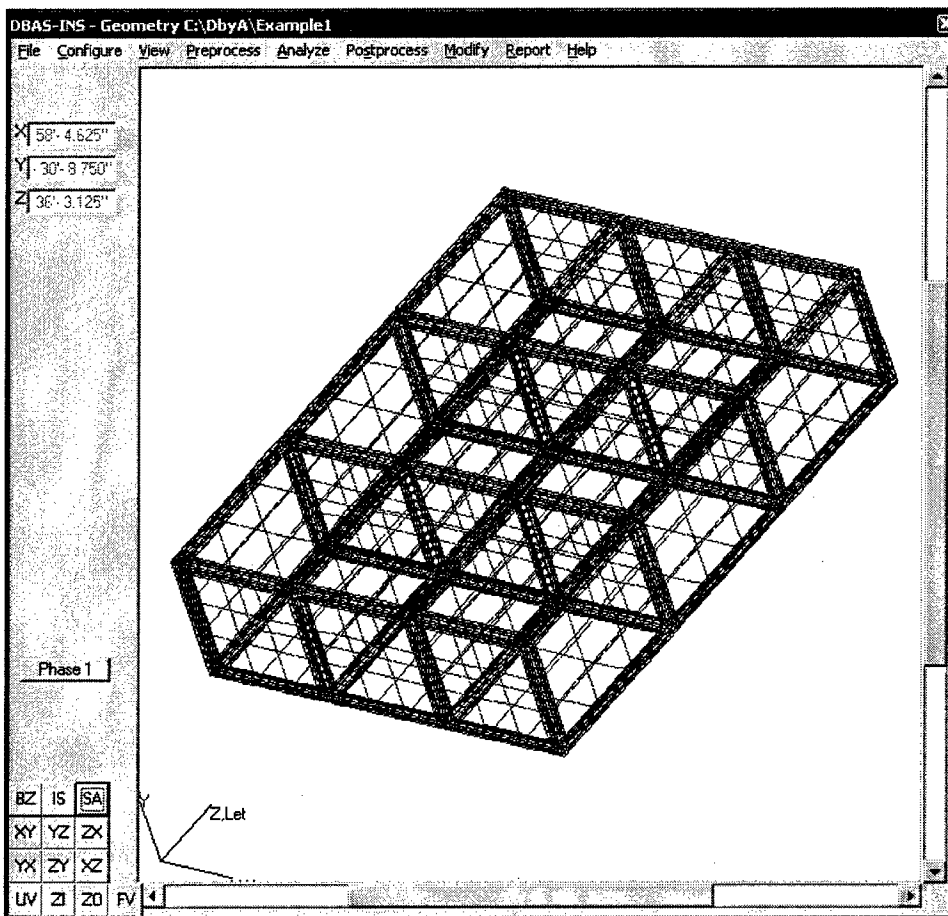 DBAS-INS - Geometry C:\DbyA\Example1
File Configure View Preprocess Analyze Postprocess Modify Report Help
X 58'- 4.625"
Y - 30'- 8.750"
Z 36'- 3.125"
Phase 1
Y
Z,Let
BZ IS SA
XY YZ ZX
YX ZY XZ
UV ZI ZO FV